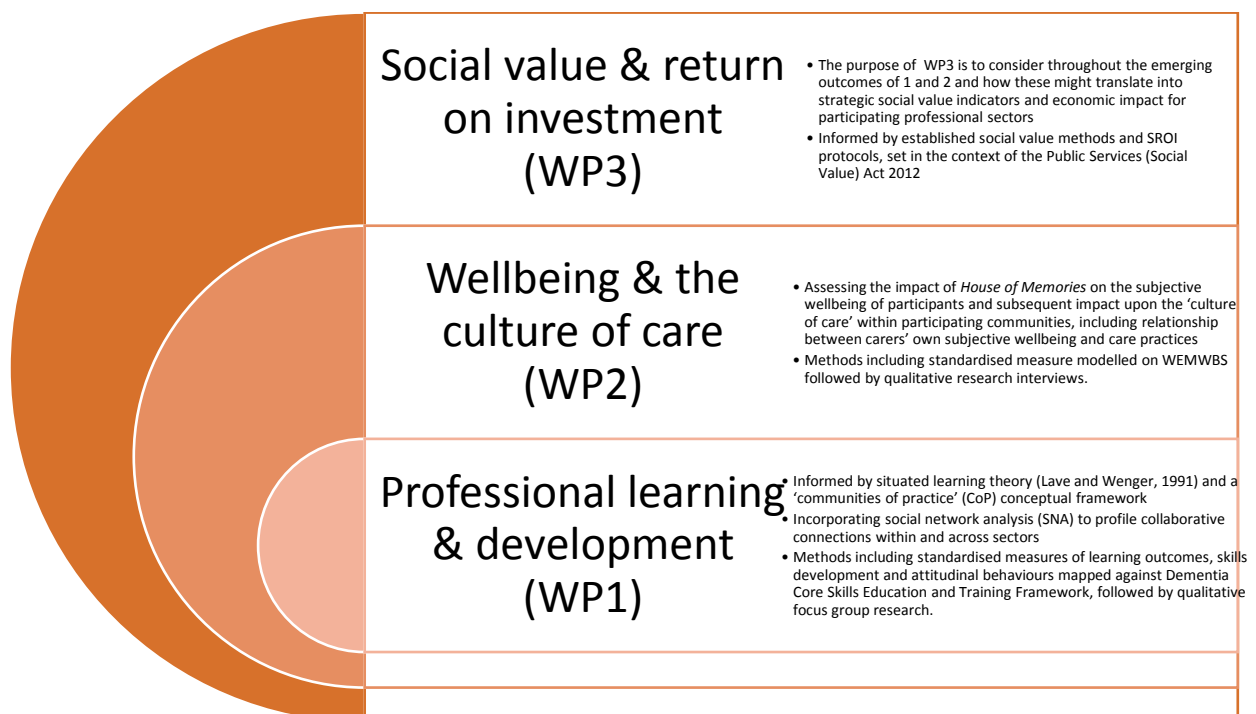 Social value & return
on investment
(WP3)
• The purpose of WP3 is to consider throughout the emerging
outcomes of 1 and 2 and how these might translate into
strategic social value indicators and economic impact for
participating professional sectors
• Informed by established social value methods and SROI
protocols, set in the context of the Public Services (Social
Value) Act 2012
Wellbeing & the
culture of care
(WP2)
• Assessing the impact of House of Memories on the subjective
wellbeing of participants and subsequent impact upon the ‘culture
of care’ within participating communities, including relationship
between carers’ own subjective wellbeing and care practices
• Methods including standardised measure modelled on WEMWBS
followed by qualitative research interviews.
Professional learning
& development
(WP1)
• Informed by situated learning theory (Lave and Wenger, 1991) and a
‘communities of practice’ (CoP) conceptual framework
• Incorporating social network analysis (SNA) to profile collaborative
connections within and across sectors
• Methods including standardised measures of learning outcomes, skills
development and attitudinal behaviours mapped against Dementia
Core Skills Education and Training Framework, followed by qualitative
focus group research.